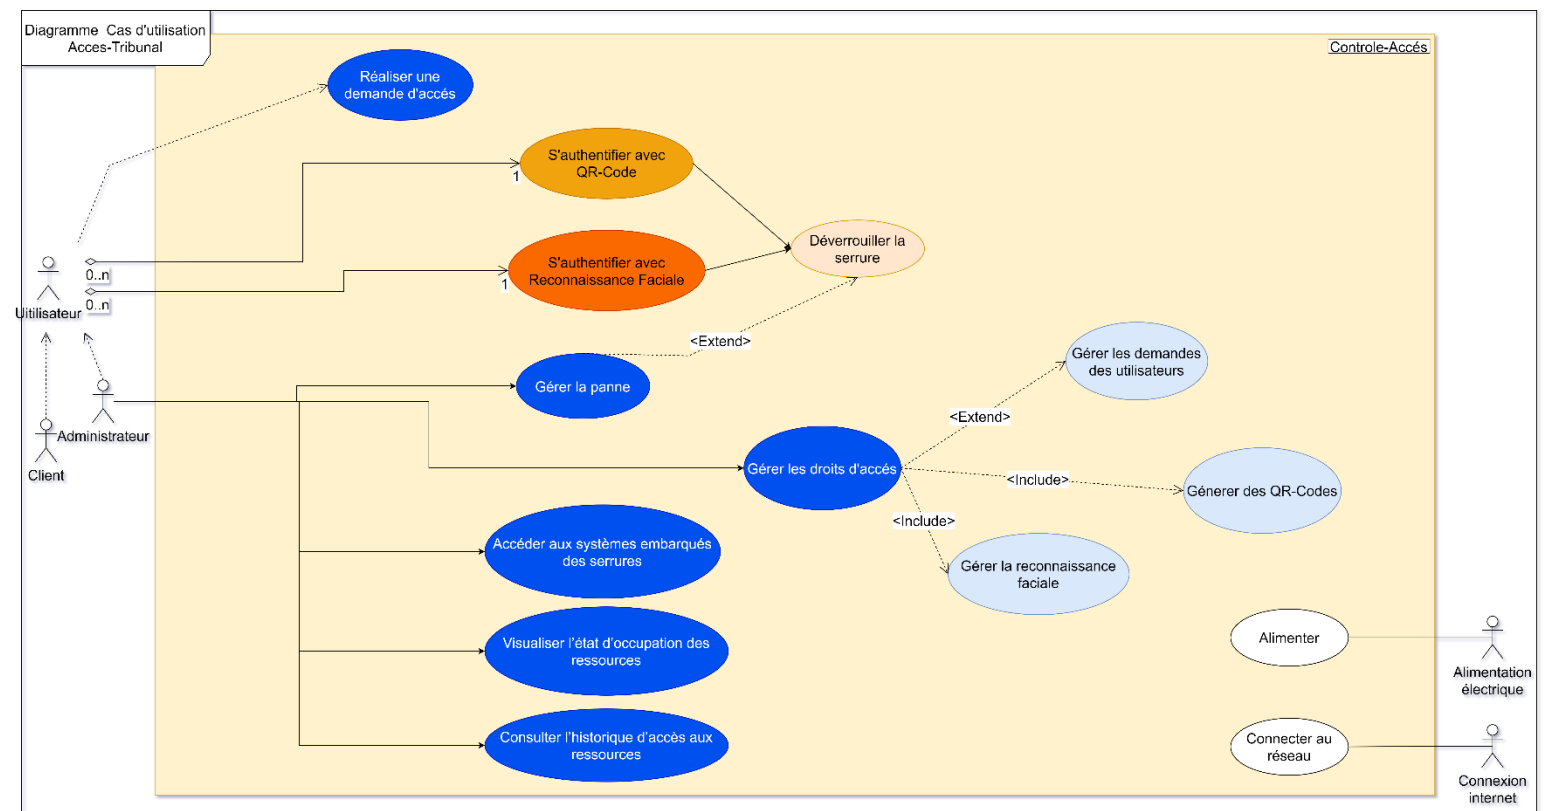 Diagramme  Cas d'utilisation
Acces-Tribunal
Controle-Accés
Réaliser une
demande d'accés
S'authentifier avec
QR-Code
1
Déverrouiller la
serrure
S'authentifier avec
Reconnaissance Faciale
1
0..n
0..n
Uitilisateur
<Extend>
Gérer les demandes
des utilisateurs
Gérer la panne
<Extend>
Administrateur
Client
Gérer les droits d'accés
<Include>
Génerer des QR-Codes
<Include>
Accéder aux systèmes embarqués
des serrures
Gérer la reconnaissance
faciale
Visualiser l'état d'occupation des
ressources
Alimenter
Alimentation
électrique
Consulter l'historique d'accès aux
ressources
Connecter au
réseau
Connexion
internet